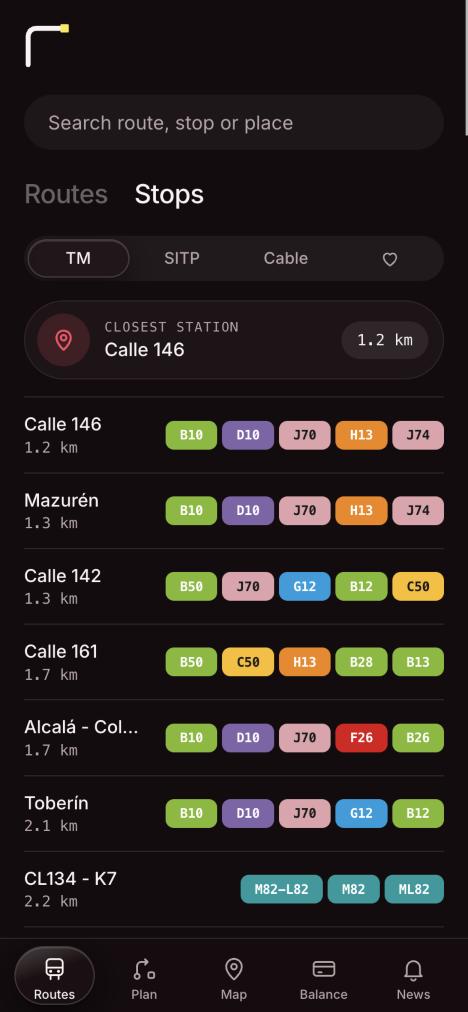 Search route, stop or place
Routes Stops
TM SITP Cable
CLOSEST STATION
Calle 146
1.2 km
Calle 146
1.2 km
B10 D10 J70 H13 J74
Mazurén
1.3 km
B10 D10 J70 H13 J74
Calle 142
1.3 km
B50 J70 G12 B12 C50
Calle 161
1.7 km
B50 C50 H13 B28 B13
Alcalá - Col...
1.7 km
B10 D10 J70 F26 B26
Toberín
2.1 km
B10 D10 J70 G12 B12
CL134 - K7
2.2 km
M82-L82 M82 ML82
Routes Plan Map Balance News